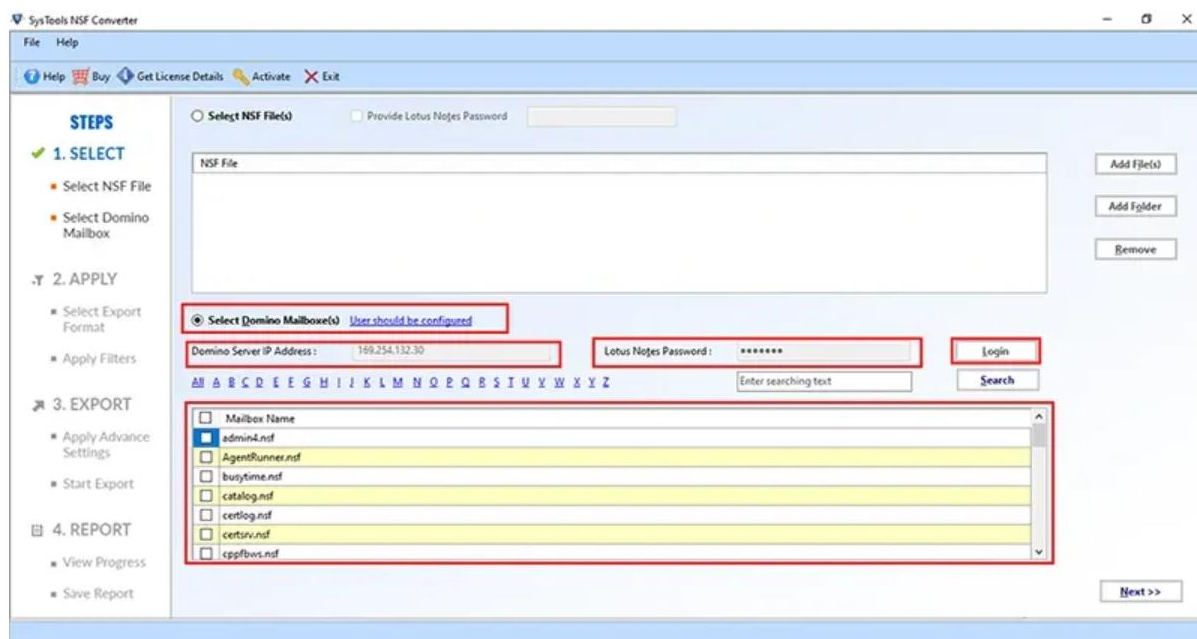 SysTools NSF Converter
File Help
Help Buy Get License Details Activate Exit
STEPS
1. SELECT
Select NSF File
Select Domino
Mailbox
2. APPLY
Select Export
Format
Apply Filters
3. EXPORT
Apply Advance
Settings
Start Export
4. REPORT
View Progress
Save Report
Select NSF File(s) Provide Lotus Notes Password
NSF File
Add File(s)
Add Folder
Remove
Select Domino Mailboxe(s) User should be configured
Domino Server IP Address : 169.254.132.30 Lotus Notes Password : ******* Login
All A B C D E F G H I J K L M N O P Q R S T U V W X Y Z Enter searching text Search
Mailbox Name
admin4.nsf
AgentRunner.nsf
busytime.nsf
catalog.nsf
certlog.nsf
certsrv.nsf
cppfbws.nsf
Next >>